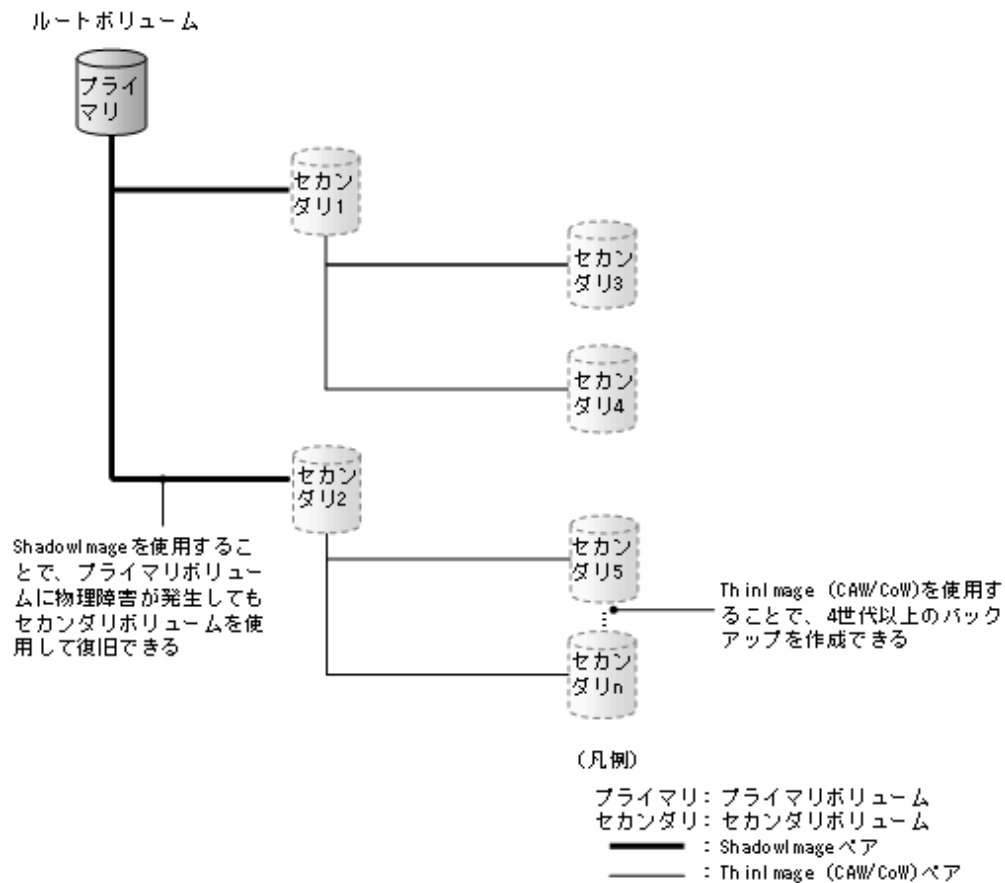 ルートボリューム
プライ
マリ
セカン
ダリ1
セカン
ダリ3
セカン
ダリ4
セカン
ダリ2
ShadowImageを使用するこ
とで、プライマリボリュー
ムに物理障害が発生しても
セカンダリボリュームを使
用して復旧できる
セカン
ダリ5
ThinImage (CAW/CoW)を使用す
ることで、4世代以上のバック
アップを作成できる
セカン
ダリn
(凡例)
プライマリ：プライマリボリューム
セカンダリ：セカンダリボリューム
：ShadowImageペア
：ThinImage (CAW/CoW)ペア